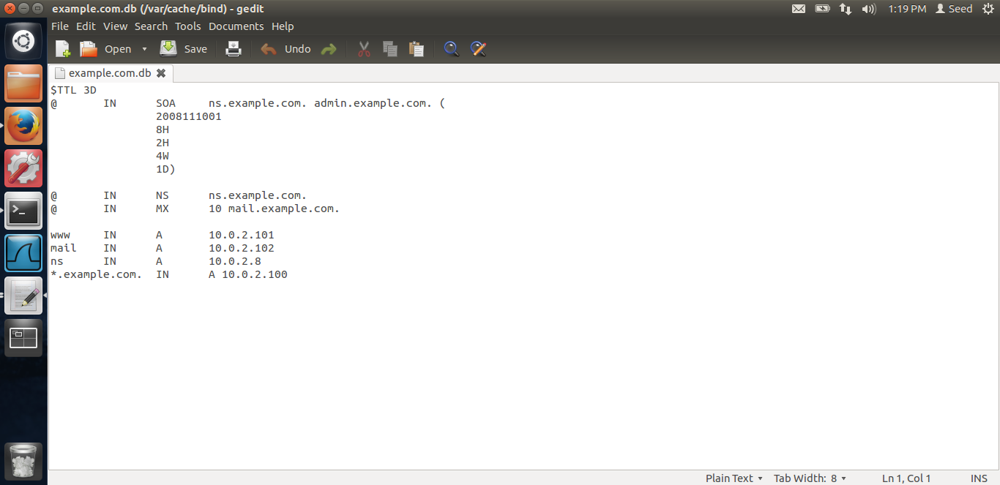 example.com.db (/var/cache/bind) - gedit
1:19 PM
Seed
File Edit View Search Tools Documents Help
Open
Save
Undo
example.com.db
$TTL 3D
@ IN SOA ns.example.com. admin.example.com. (
2008111001
8H
2H
4W
1D)
@ IN NS ns.example.com.
@ IN MX 10 mail.example.com.
www IN A 10.0.2.101
mail IN A 10.0.2.102
ns IN A 10.0.2.8
*.example.com. IN A 10.0.2.100
Plain Text
Tab Width: 8
Ln 1, Col 1
INS